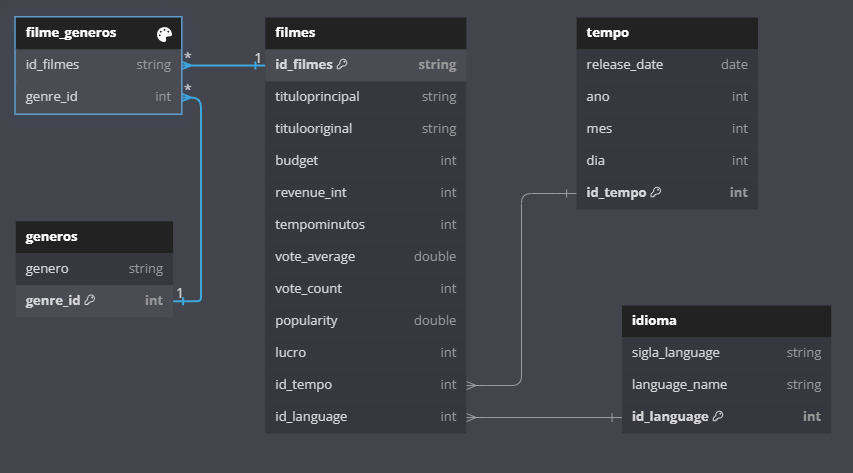 filme_generos
id_filmes string
genre_id int
*
*
1
filmes
id_filmes string
tituloprincipal string
titulooriginal string
budget int
revenue_int int
tempominutos int
vote_average double
vote_count int
popularity double
lucro int
id_tempo int
id_language int
tempo
release_date date
ano int
mes int
dia int
id_tempo int
generos
genero string
genre_id int
1
idioma
sigla_language string
language_name string
id_language int